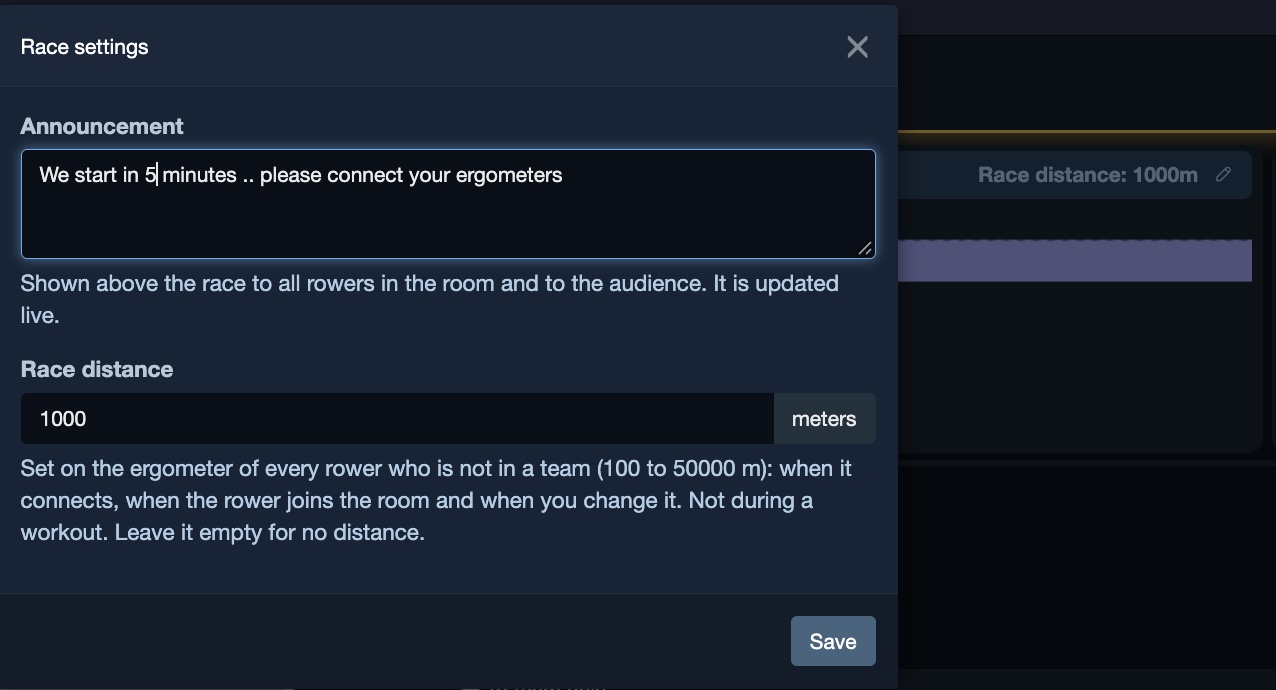 Race settings
Announcement
We start in 5 minutes .. please connect your ergometers
Shown above the race to all rowers in the room and to the audience. It is updated
live.
Race distance
1000
meters
Set on the ergometer of every rower who is not in a team (100 to 50000 m): when it
connects, when the rower joins the room and when you change it. Not during a
workout. Leave it empty for no distance.
Save
Race distance: 1000m